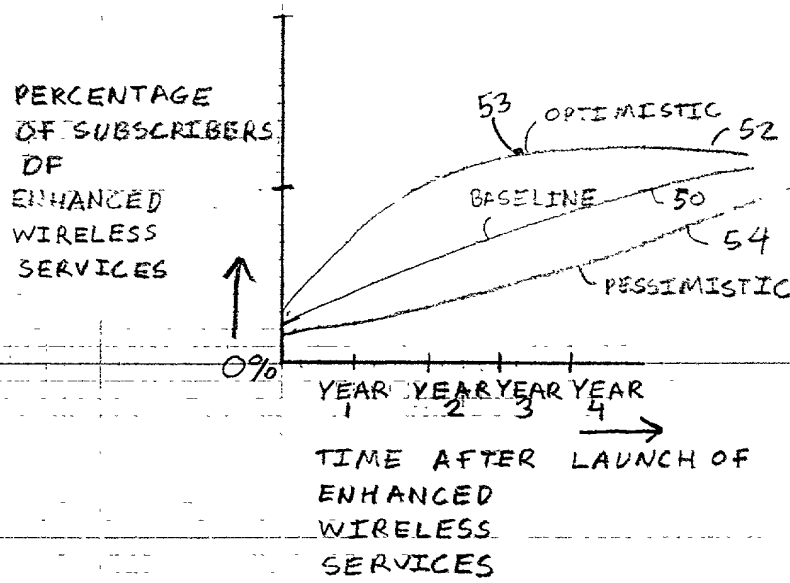 PERCENTAGE
OF SUBSCRIBERS
OF
ENHANCED
WIRELESS
SERVICES
53
OPTIMISTIC
52
BASELINE
50
54
PESSIMISTIC
0%
YEAR YEAR YEAR YEAR
1 2 3 4
TIME AFTER LAUNCH OF
ENHANCED
WIRELESS
SERVICES